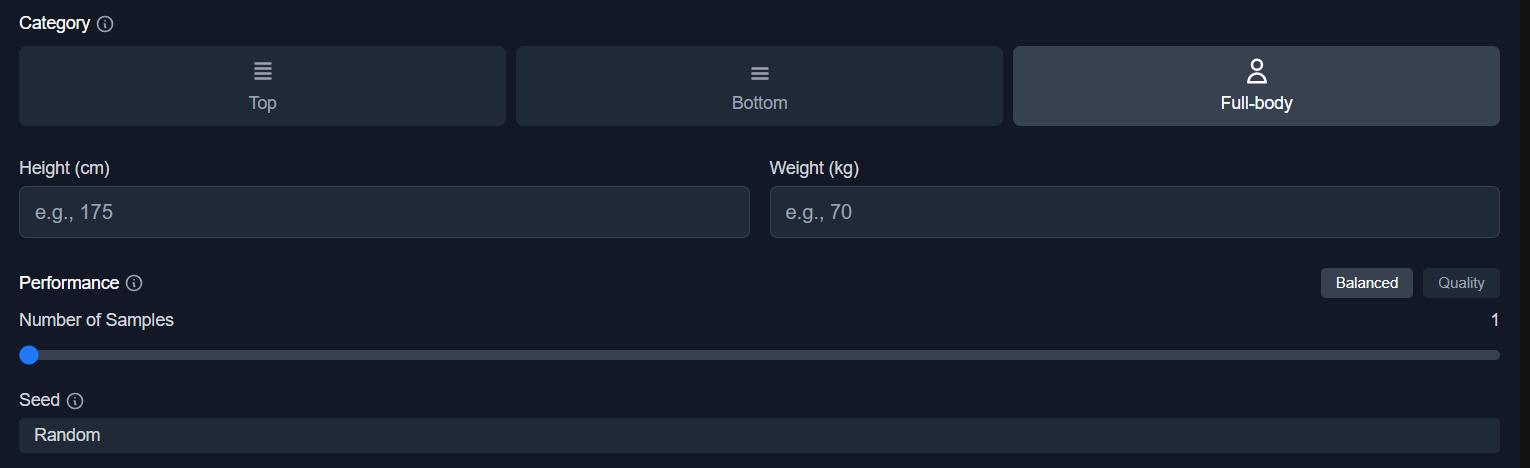 Category
Top
Bottom
Full-body
Height (cm)
Weight (kg)
e.g., 175
e.g., 70
Performance
Balanced
Quality
Number of Samples
1
Seed
Random